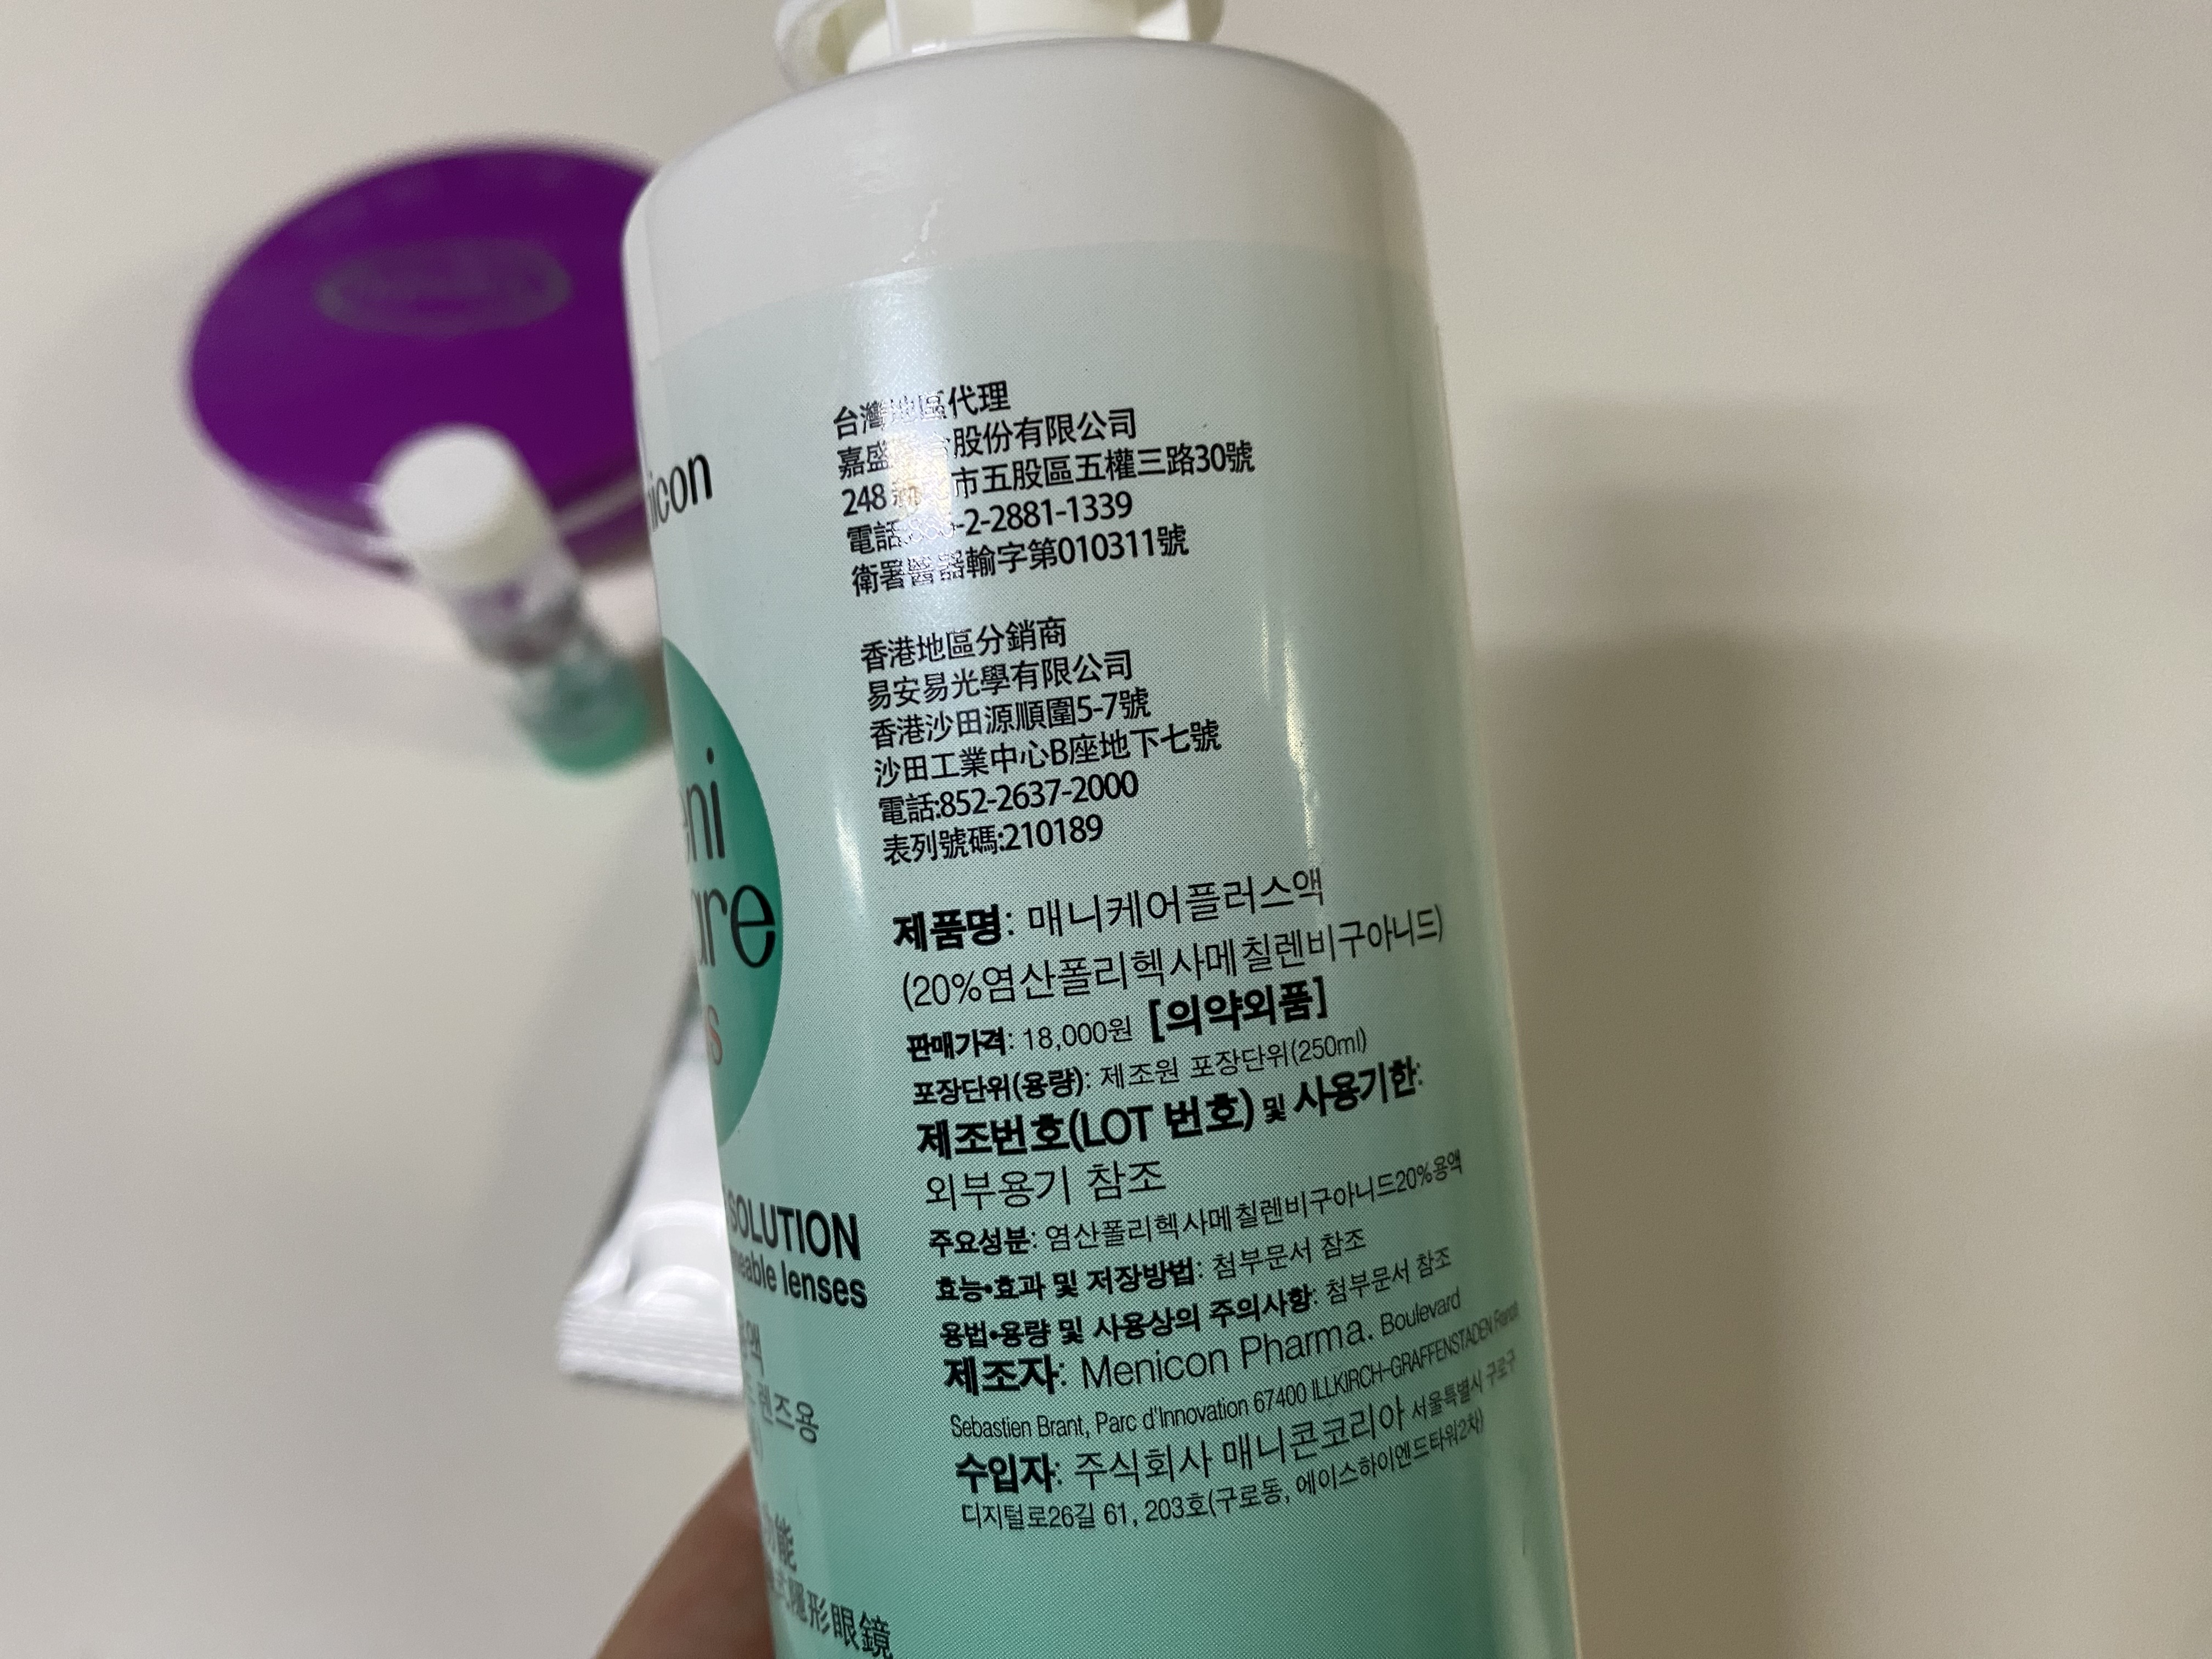 icon
eni
are
s
SOLUTION
lenses
렌즈용
能
隱形眼鏡
台灣地區代理
嘉盛 股份有限公司
248 市五股區五權三路30號
電話 -2-2881-1339
衛署醫器輸字第010311號
香港地區分銷商
易安易光學有限公司
香港沙田源順圍5-7號
沙田工業中心B座地下七號
電話:852-2637-2000
表列號碼:210189
제품명: 매니케어플러스액
(20%염산폴리헥사메칠렌비구아니드)
판매가격: 18,000원 [의약외품]
포장단위(용량): 제조원 포장단위(250ml)
제조번호(LOT 번호) 및 사용기한:
외부용기 참조
주요성분: 염산폴리헥사메칠렌비구아니드20%용액
효능•효과 및 저장방법: 첨부문서 참조
용법•용량 및 사용상의 주의사항: 첨부문서 참조
제조자: Menicon Pharma. Boulevard
Sebastien Brant, Parc d'Innovation 67400 ILLKIRCH-GRAFFENSTADEN
수입자: 주식회사 매니콘코리아 서울특별시 구로구
디지털로26길 61, 203호(구로동, 에이스하이엔드타워2차)